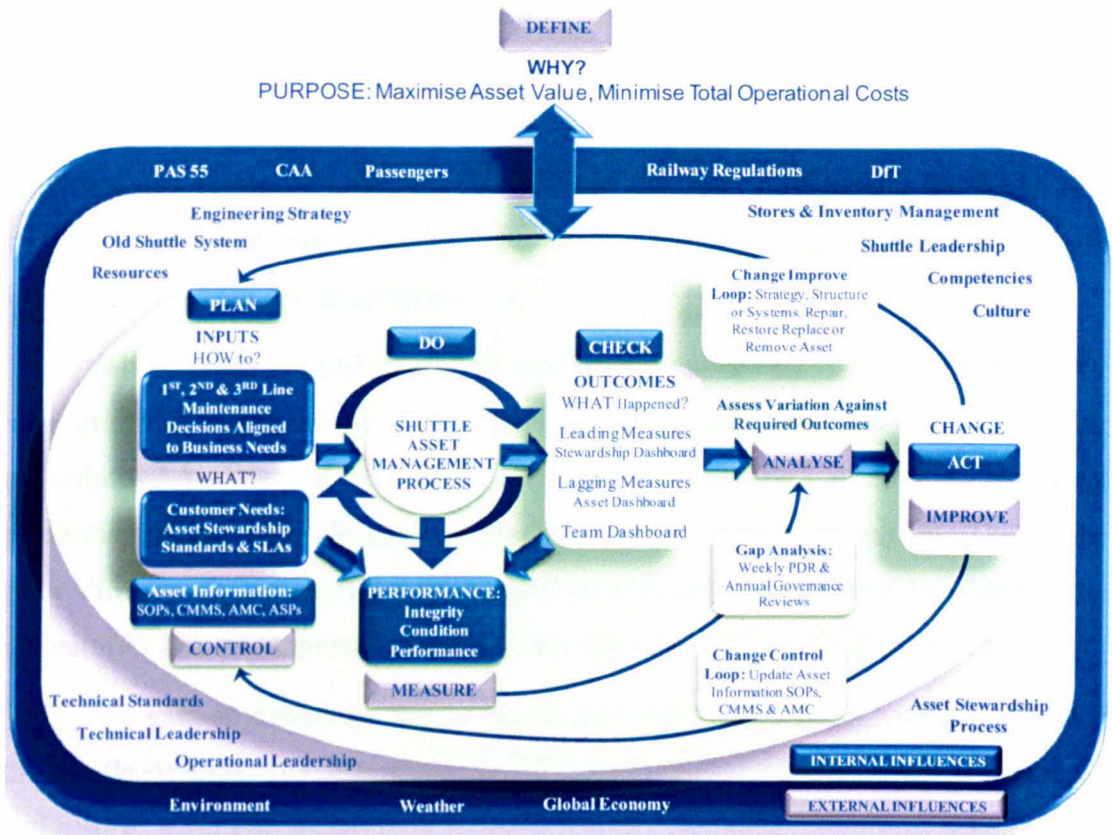 DEFINE
WHY?
PURPOSE: Maximise Asset Value, Minimise Total Operational Costs
PAS 55
CAA
Passengers
Railway Regulations
DfT
Engineering Strategy
Old Shuttle System
Resources
Stores & Inventory Management
Shuttle Leadership
Competencies
Culture
PLAN
INPUTS
HOW to?
1ST, 2ND & 3RD Line
Maintenance
Decisions Aligned
to Business Needs
WHAT?
Customer Needs:
Asset Stewardship
Standards & SLAs
Asset Information:
SOPs, CMMS, AMC, ASPs
CONTROL
DO
SHUTTLE
ASSET
MANAGEMENT
PROCESS
PERFORMANCE:
Integrity
Condition
Performance
MEASURE
CHECK
OUTCOMES
WHAT Happened?
Leading Measures
Stewardship Dashboard
Lagging Measures
Asset Dashboard
Team Dashboard
Change Improve
Loop: Strategy, Structure
or Systems. Repair,
Restore Replace or
Remove Asset
Assess Variation Against
Required Outcomes
ANALYSE
CHANGE
ACT
IMPROVE
Gap Analysis:
Weekly PDR &
Annual Governance
Reviews
Change Control
Loop: Update Asset
Information SOPs,
CMMS & AMC
Technical Standards
Technical Leadership
Operational Leadership
Asset Stewardship
Process
INTERNAL INFLUENCES
Environment
Weather
Global Economy
EXTERNAL INFLUENCES